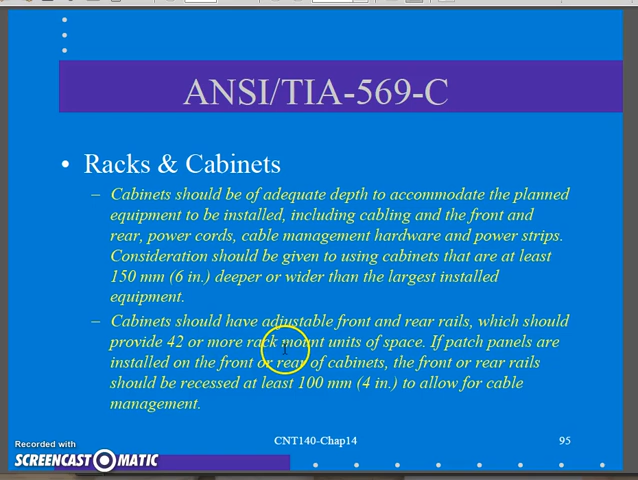 ANSI/TIA-569-C
• Racks & Cabinets
– Cabinets should be of adequate depth to accommodate the planned
equipment to be installed, including cabling and the front and
rear, power cords, cable management hardware and power strips.
Consideration should be given to using cabinets that are at least
150 mm (6 in.) deeper or wider than the largest installed
equipment.
– Cabinets should have adjustable front and rear rails, which should
provide 42 or more rack mount units of space. If patch panels are
installed on the front or rear of cabinets, the front or rear rails
should be recessed at least 100 mm (4 in.) to allow for cable
management.
CNT140-Chap14 95
Recorded with
SCREENCAST-O-MATIC